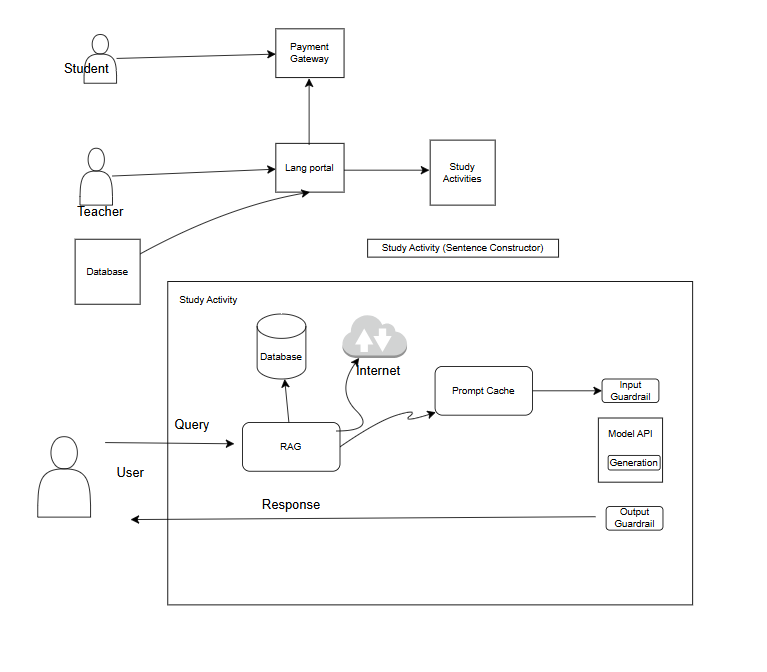 Payment
Gateway
Student
Lang portal
Study
Activities
Teacher
Database
Study Activity (Sentence Constructor)
Study Activity
Database
Internet
Prompt Cache
Input
Guardrail
Query
RAG
Model API
Generation
User
Response
Output
Guardrail